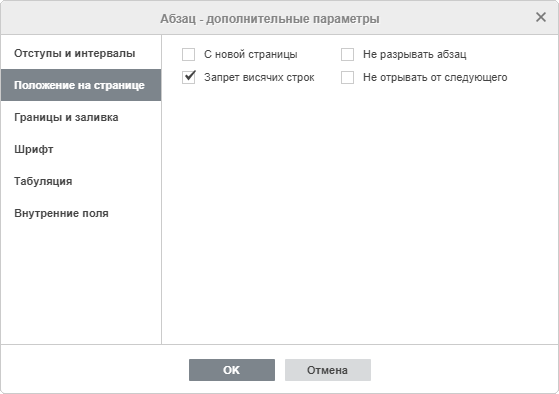 Абзац - дополнительные параметры
Отступы и интервалы
Положение на странице
Границы и заливка
Шрифт
Табуляция
Внутренние поля
С новой страницы
Не разрывать абзац
Запрет висячих строк
Не отрывать от следующего
OK
Отмена